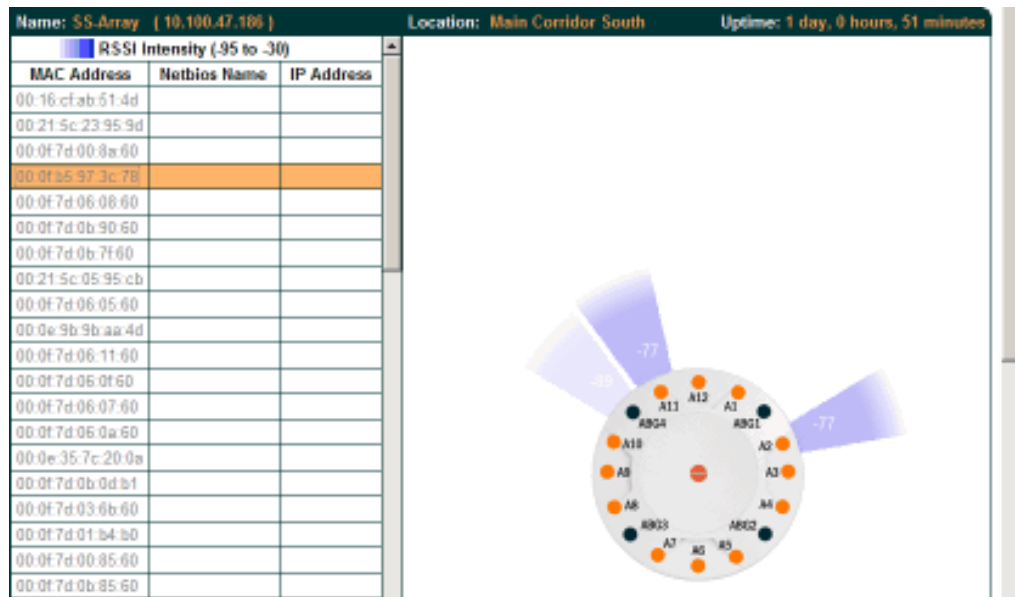 Name: SS-Array ( 10.100.47.186 ) Location: Main Corridor South Uptime: 1 day, 0 hours, 51 minutes
RSSI Intensity (-95 to -30)
MAC Address Netbios Name IP Address
00:16:cf:ab:51:4d
00:21:5c:23:95:9d
00:0f:7d:00:8a:60
00:0f:b5:97:3c:78
00:0f:7d:06:08:60
00:0f:7d:0b:90:60
00:0f:7d:0b:7f:60
00:21:5c:05:95:cb
00:0f:7d:06:05:60
00:0e:9b:9b:aa:4d
00:0f:7d:06:11:60
00:0f:7d:06:0f:60
00:0f:7d:06:07:60
00:0f:7d:06:0a:60
00:0e:35:7c:20:0a
00:0f:7d:0b:0d:b1
00:0f:7d:03:6b:60
00:0f:7d:01:b4:b0
00:0f:7d:00:85:60
00:0f:7d:0b:85:60
-77
-89
-77
A12
A11 A1
ABG4 ABG1
A10 A2
A9 A3
A8 A4
ABG3 ABG2
A7 A6 A5